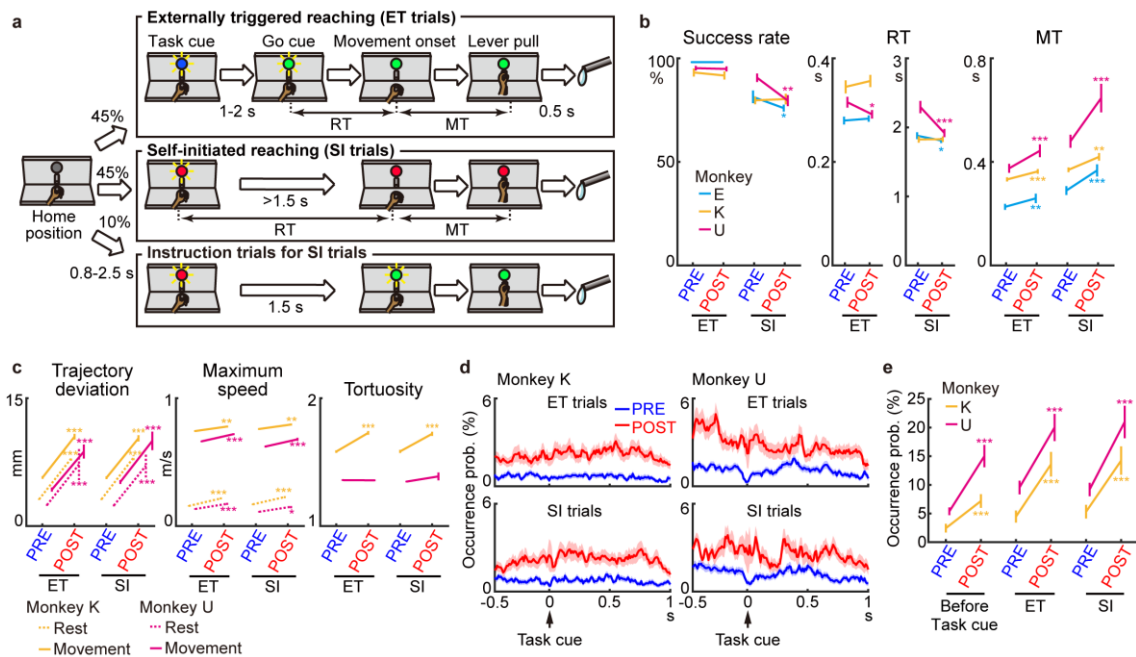 a
Externally triggered reaching (ET trials)
Task cue
Go cue
Movement onset
Lever pull
1-2 s
RT
MT
0.5 s
45%
Self-initiated reaching (SI trials)
45%
>1.5 s
RT
MT
Home
position
10%
0.8-2.5 s
Instruction trials for SI trials
1.5 s
b
Success rate
RT
MT
100
%
50
0
Monkey
E
K
U
**
*
PRE
POST
PRE
POST
ET
SI
0.4
s
0.2
0
*
PRE
POST
ET
3
s
2
1
0
***
*
PRE
POST
SI
0.8
s
0.4
0
***
***
**
***
**
***
PRE
POST
PRE
POST
ET
SI
c
Trajectory
deviation
Maximum
speed
Tortuosity
15
mm
0
***
***
***
***
***
***
***
***
PRE
POST
PRE
POST
ET
SI
1
m/s
0
**
***
***
***
**
***
***
*
PRE
POST
PRE
POST
ET
SI
2
1
***
***
PRE
POST
PRE
POST
ET
SI
Monkey K
Rest
Movement
Monkey U
Rest
Movement
d
Monkey K
Monkey U
ET trials
ET trials
PRE
POST
SI trials
SI trials
Occurrence prob. (%)
6
0
6
0
6
0
6
0
-0.5
0
1
s
-0.5
0
1
s
Task cue
Task cue
e
Monkey
K
U
Occurrence prob. (%)
25
20
15
10
5
0
***
***
***
***
***
***
PRE
POST
PRE
POST
PRE
POST
Before
Task cue
ET
SI